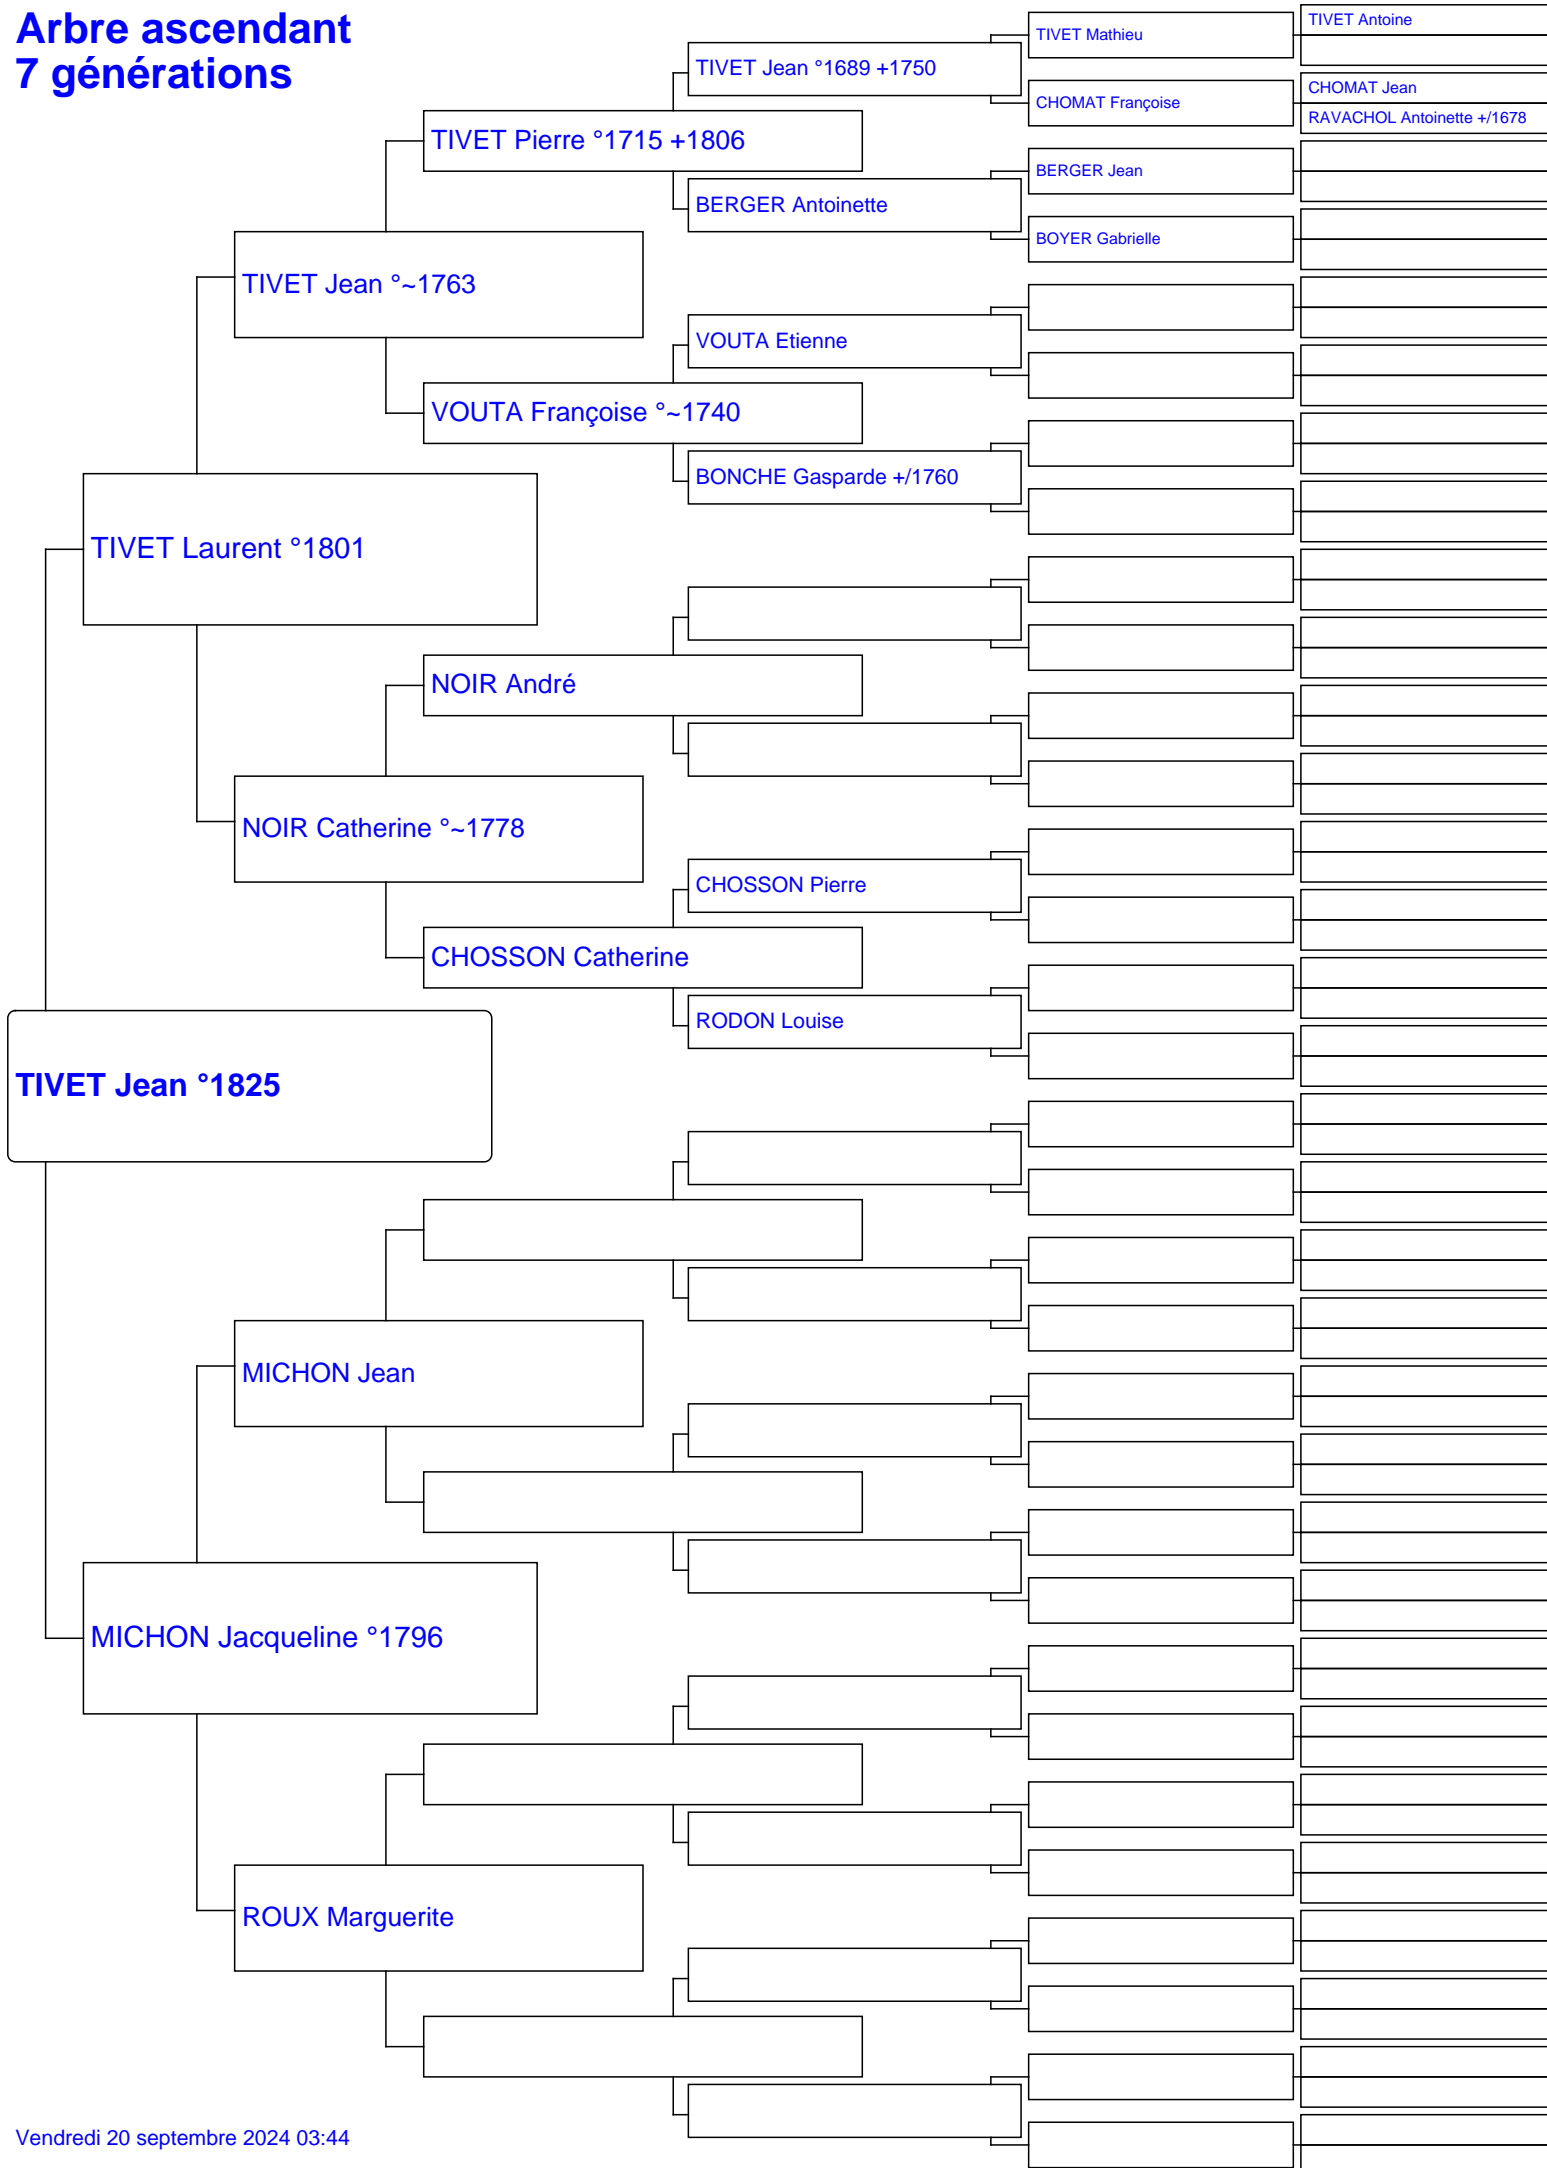 Arbre ascendant
7 générations
TIVET Antoine
TIVET Mathieu
TIVET Jean °1689 +1750
CHOMAT Jean
CHOMAT Françoise
RAVACHOL Antoinette +/1678
TIVET Pierre °1715 +1806
BERGER Jean
BERGER Antoinette
BOYER Gabrielle
TIVET Jean °~1763
VOUTA Etienne
VOUTA Françoise °~1740
BONCHE Gasparde +/1760
TIVET Laurent °1801
NOIR André
NOIR Catherine °~1778
CHOSSON Pierre
CHOSSON Catherine
RODON Louise
TIVET Jean °1825
MICHON Jean
MICHON Jacqueline °1796
ROUX Marguerite
Vendredi 20 septembre 2024 03:44